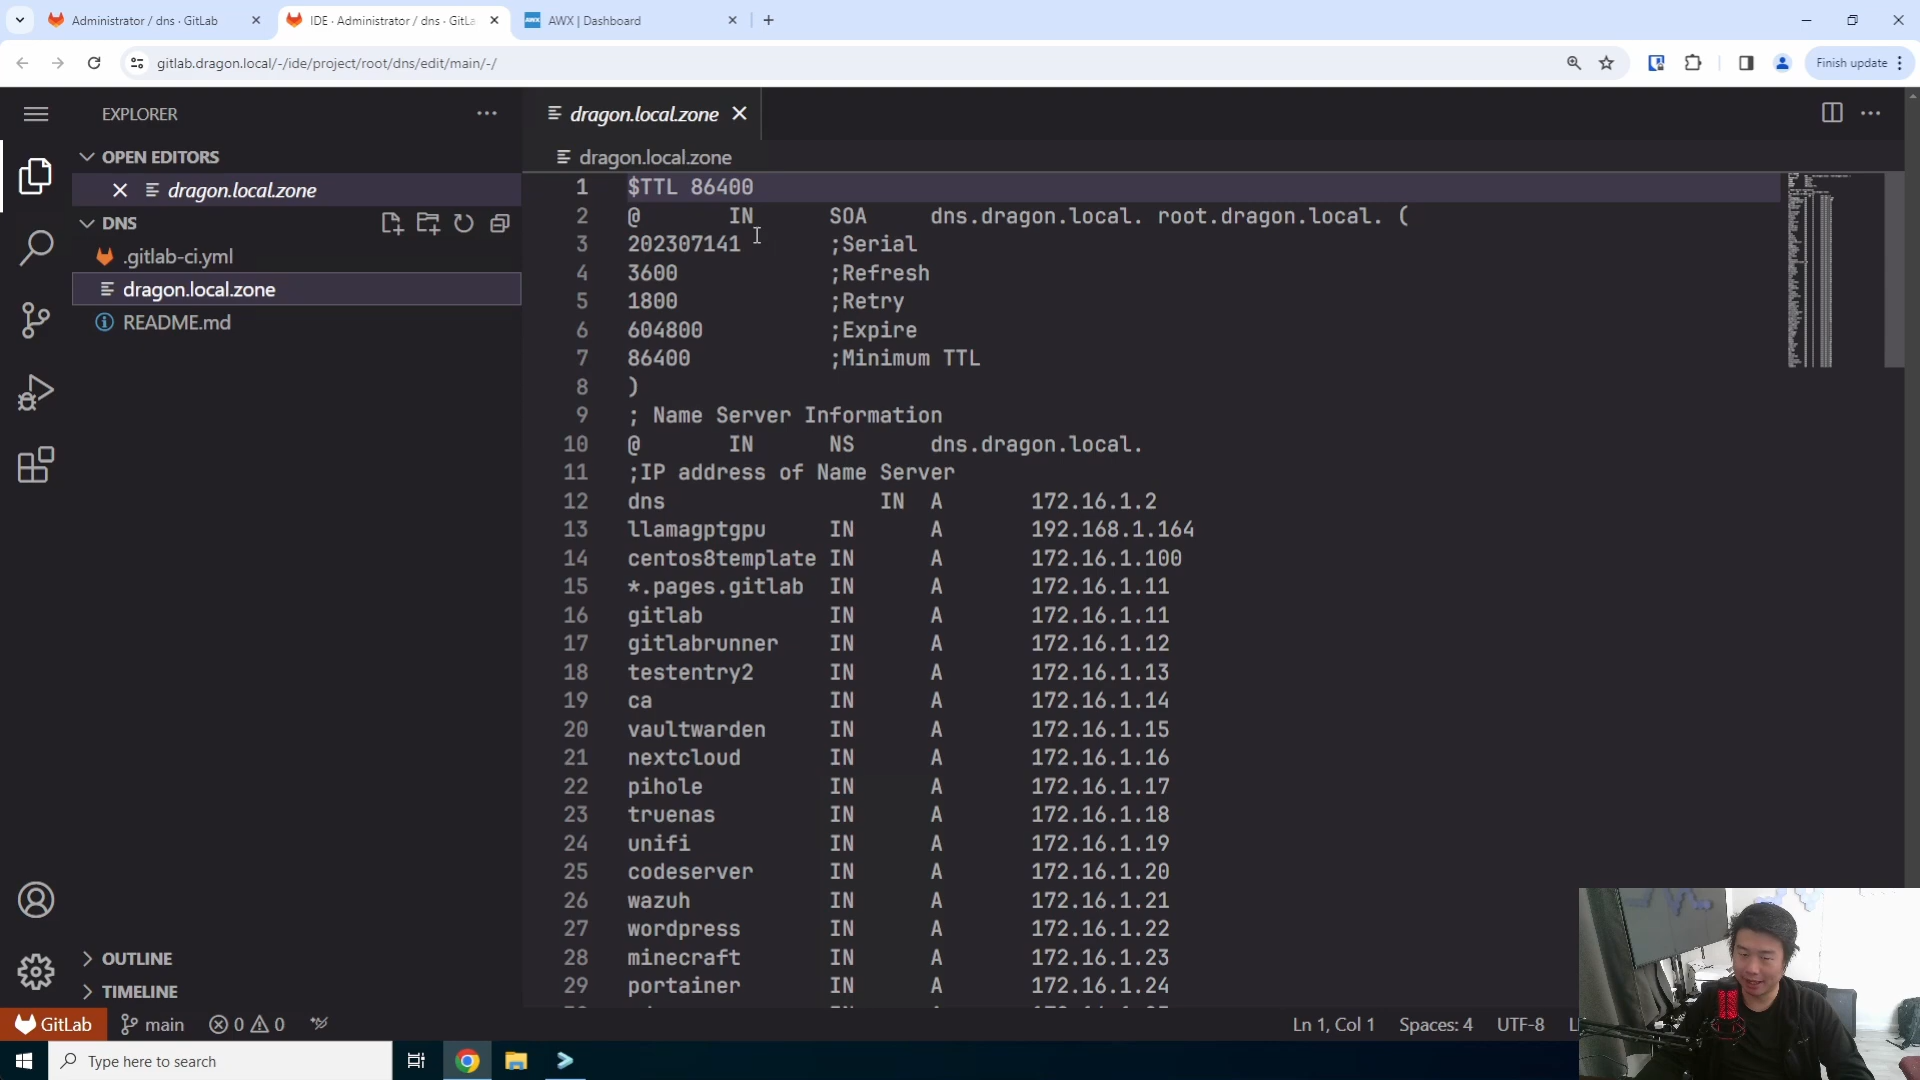 Administrator / dns · GitLab
IDE · Administrator / dns · GitLa
AWX | Dashboard
gitlab.dragon.local/-/ide/project/root/dns/edit/main/-/
Finish update
EXPLORER
OPEN EDITORS
dragon.local.zone
DNS
.gitlab-ci.yml
dragon.local.zone
README.md
OUTLINE
TIMELINE
dragon.local.zone
dragon.local.zone
1 $TTL 86400
2 @ IN SOA dns.dragon.local. root.dragon.local. (
3 202307141 ;Serial
4 3600 ;Refresh
5 1800 ;Retry
6 604800 ;Expire
7 86400 ;Minimum TTL
8 )
9 ; Name Server Information
10 @ IN NS dns.dragon.local.
11 ;IP address of Name Server
12 dns IN A 172.16.1.2
13 llamagptgpu IN A 192.168.1.164
14 centos8template IN A 172.16.1.100
15 *.pages.gitlab IN A 172.16.1.11
16 gitlab IN A 172.16.1.11
17 gitlabrunner IN A 172.16.1.12
18 testentry2 IN A 172.16.1.13
19 ca IN A 172.16.1.14
20 vaultwarden IN A 172.16.1.15
21 nextcloud IN A 172.16.1.16
22 pihole IN A 172.16.1.17
23 truenas IN A 172.16.1.18
24 unifi IN A 172.16.1.19
25 codeserver IN A 172.16.1.20
26 wazuh IN A 172.16.1.21
27 wordpress IN A 172.16.1.22
28 minecraft IN A 172.16.1.23
29 portainer IN A 172.16.1.24
GitLab main 0 0 Ln 1, Col 1 Spaces: 4 UTF-8
Type here to search